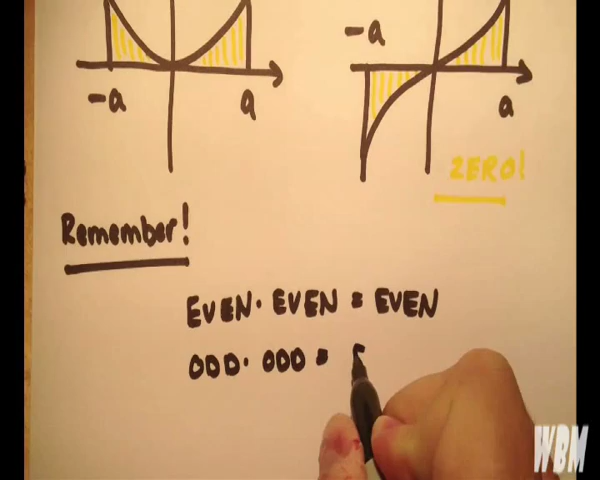 -a
-a
a
a
ZERO!
Remember!
EVEN · EVEN = EVEN
ODD · ODD =
WBM